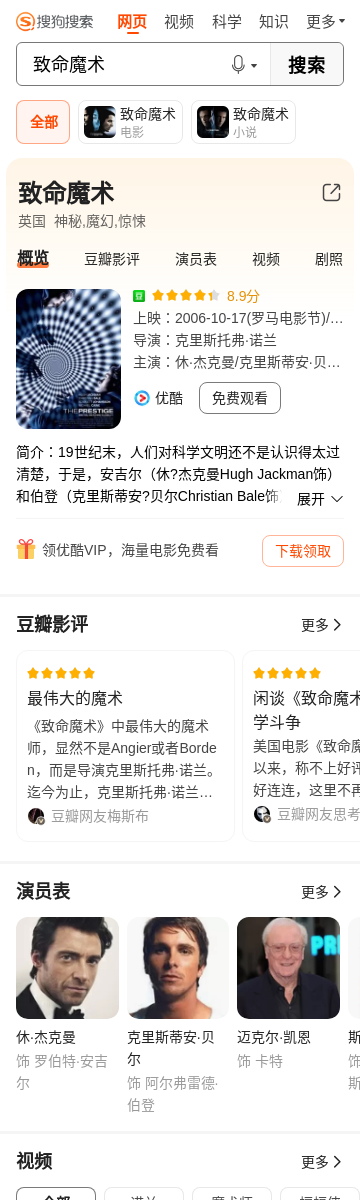 搜狗搜索 网页 视频 科学 知识 更多
致命魔术 搜索
全部 致命魔术 致命魔术
电影 小说
致命魔术
英国 神秘,魔幻,惊悚
概览 豆瓣影评 演员表 视频 剧照
豆 8.9分
上映：2006-10-17(罗马电影节)/…
导演：克里斯托弗·诺兰
主演：休·杰克曼/克里斯蒂安·贝…
优酷 免费观看
THE PRESTIGE
简介：19世纪末，人们对科学文明还不是认识得太过
清楚，于是，安吉尔（休?杰克曼Hugh Jackman饰）
和伯登（克里斯蒂安?贝尔Christian Bale饰 展开
领优酷VIP，海量电影免费看 下载领取
豆瓣影评 更多
最伟大的魔术
《致命魔术》中最伟大的魔术
师，显然不是Angier或者Borde
n，而是导演克里斯托弗·诺兰。
迄今为止，克里斯托弗·诺兰…
豆瓣网友梅斯布
闲谈《致命魔术
学斗争
美国电影《致命魔
以来，称不上好评
好连连，这里不再
豆瓣网友思考
演员表 更多
休·杰克曼
饰 罗伯特·安吉
尔
克里斯蒂安·贝
尔
饰 阿尔弗雷德·
伯登
迈克尔·凯恩
饰 卡特
斯
饰
斯
视频 更多
全部 诺兰 魔术师